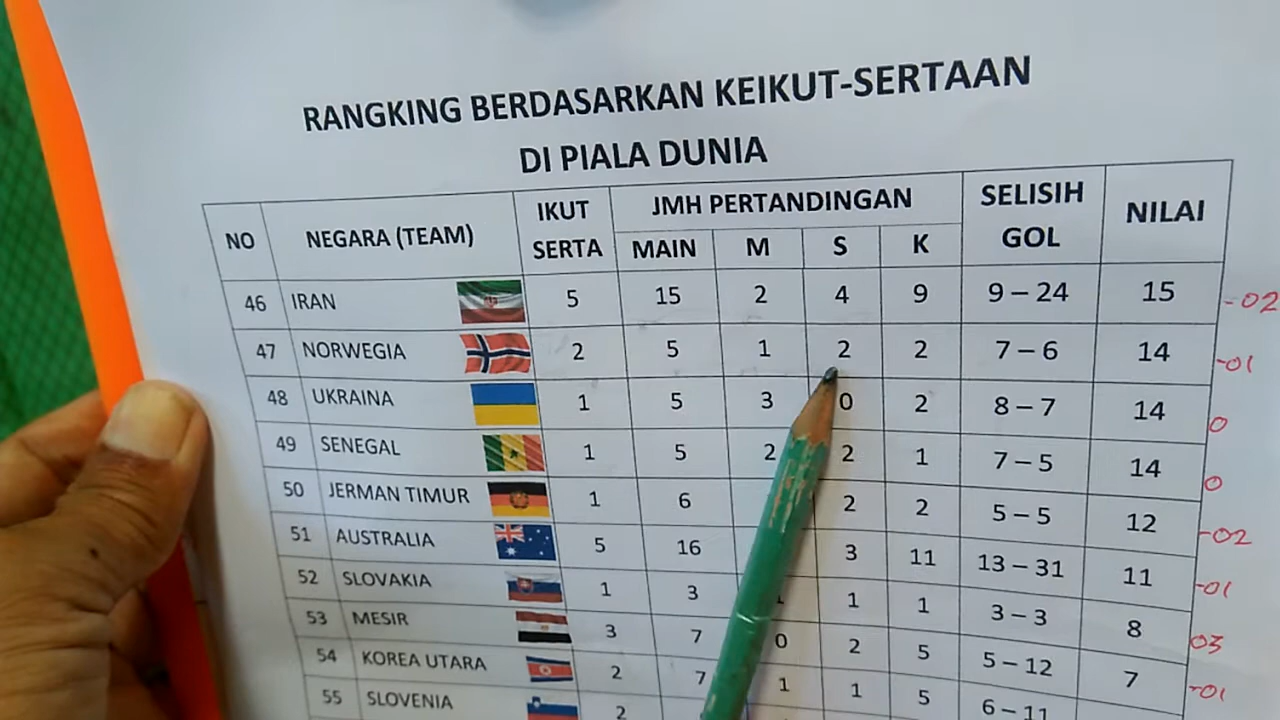 RANGKING BERDASARKAN KEIKUT-SERTAAN
DI PIALA DUNIA
NO NEGARA (TEAM) IKUT SERTA JMH PERTANDINGAN SELISIH GOL NILAI
MAIN M S K
46 IRAN 5 15 2 4 9 9 – 24 15 -02
47 NORWEGIA 2 5 1 2 2 7 – 6 14 -01
48 UKRAINA 1 5 3 0 2 8 – 7 14 0
49 SENEGAL 1 5 2 2 1 7 – 5 14 0
50 JERMAN TIMUR 1 6 2 2 5 – 5 12 -02
51 AUSTRALIA 5 16 3 11 13 – 31 11 -01
52 SLOVAKIA 1 3 1 1 3 – 3 8 03
53 MESIR 3 7 0 2 5 5 – 12 7 -01
54 KOREA UTARA 2 7 1 1 5 6 – 11
55 SLOVENIA 2